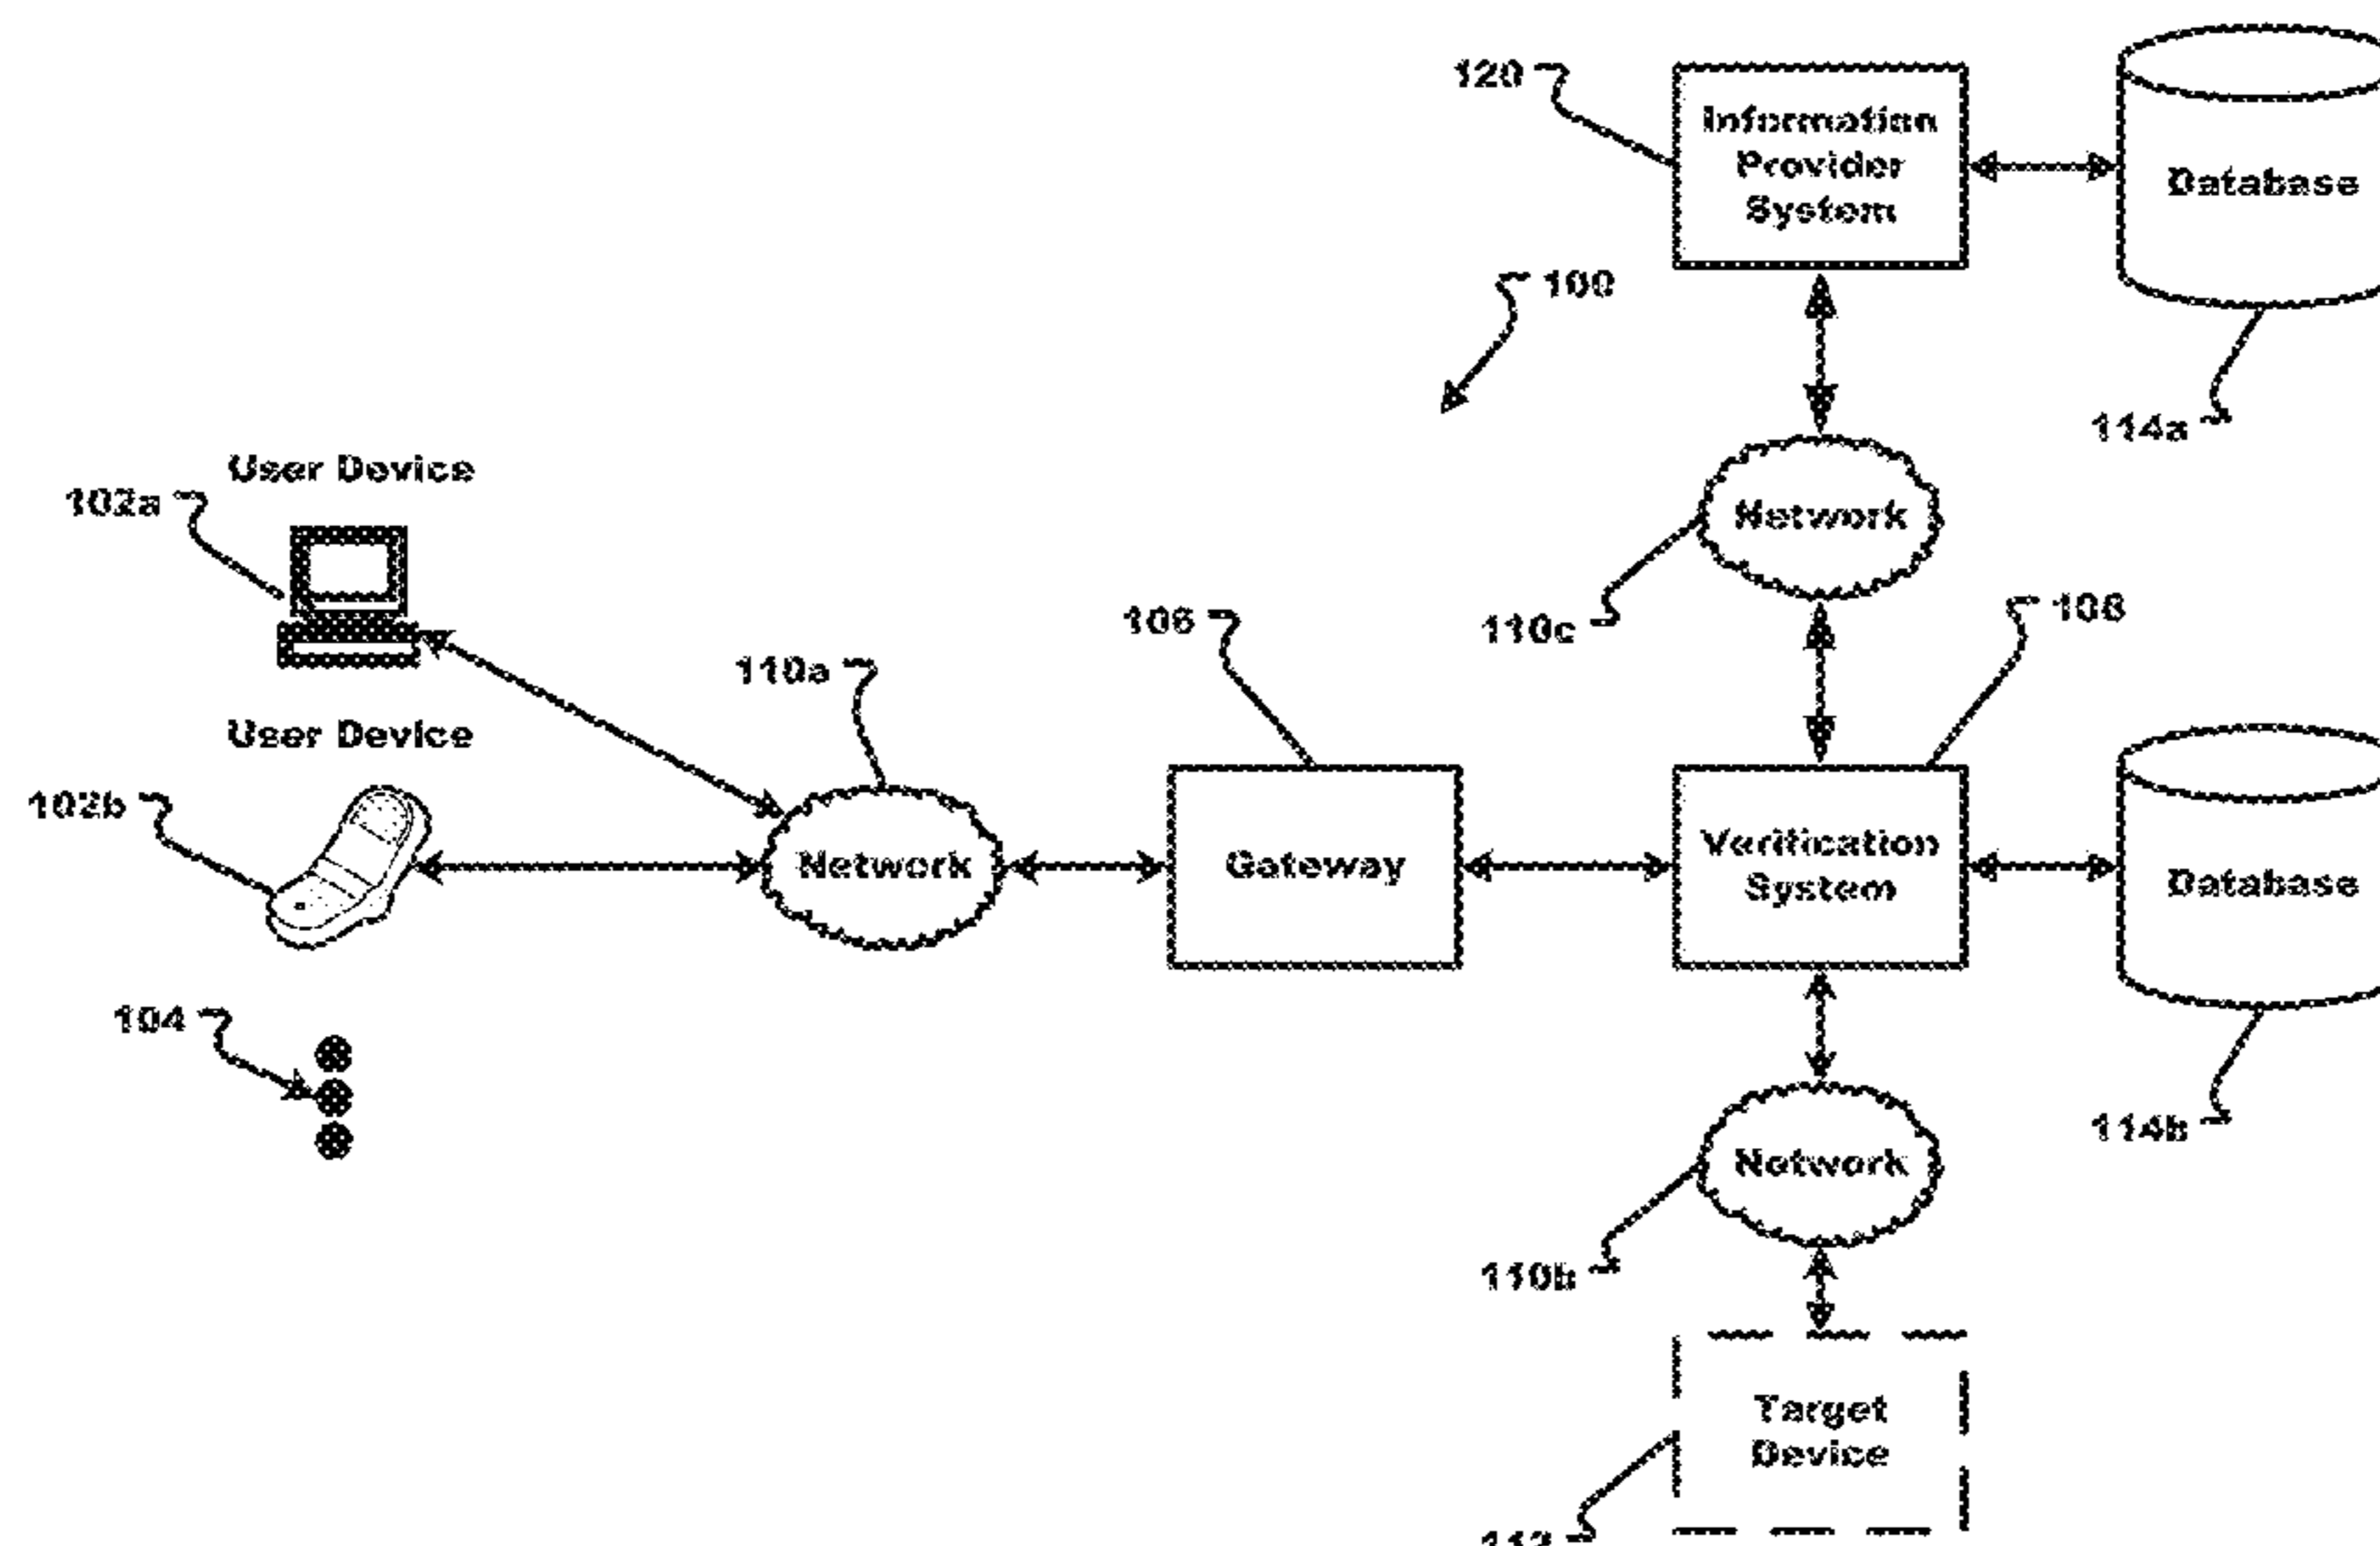 120
Information
Provider
System
Database
100
114a
User Device
102a
Network
110c
106
108
110a
User Device
102b
Network
Gateway
Verification
System
Database
104
114b
Network
110b
Target
Device